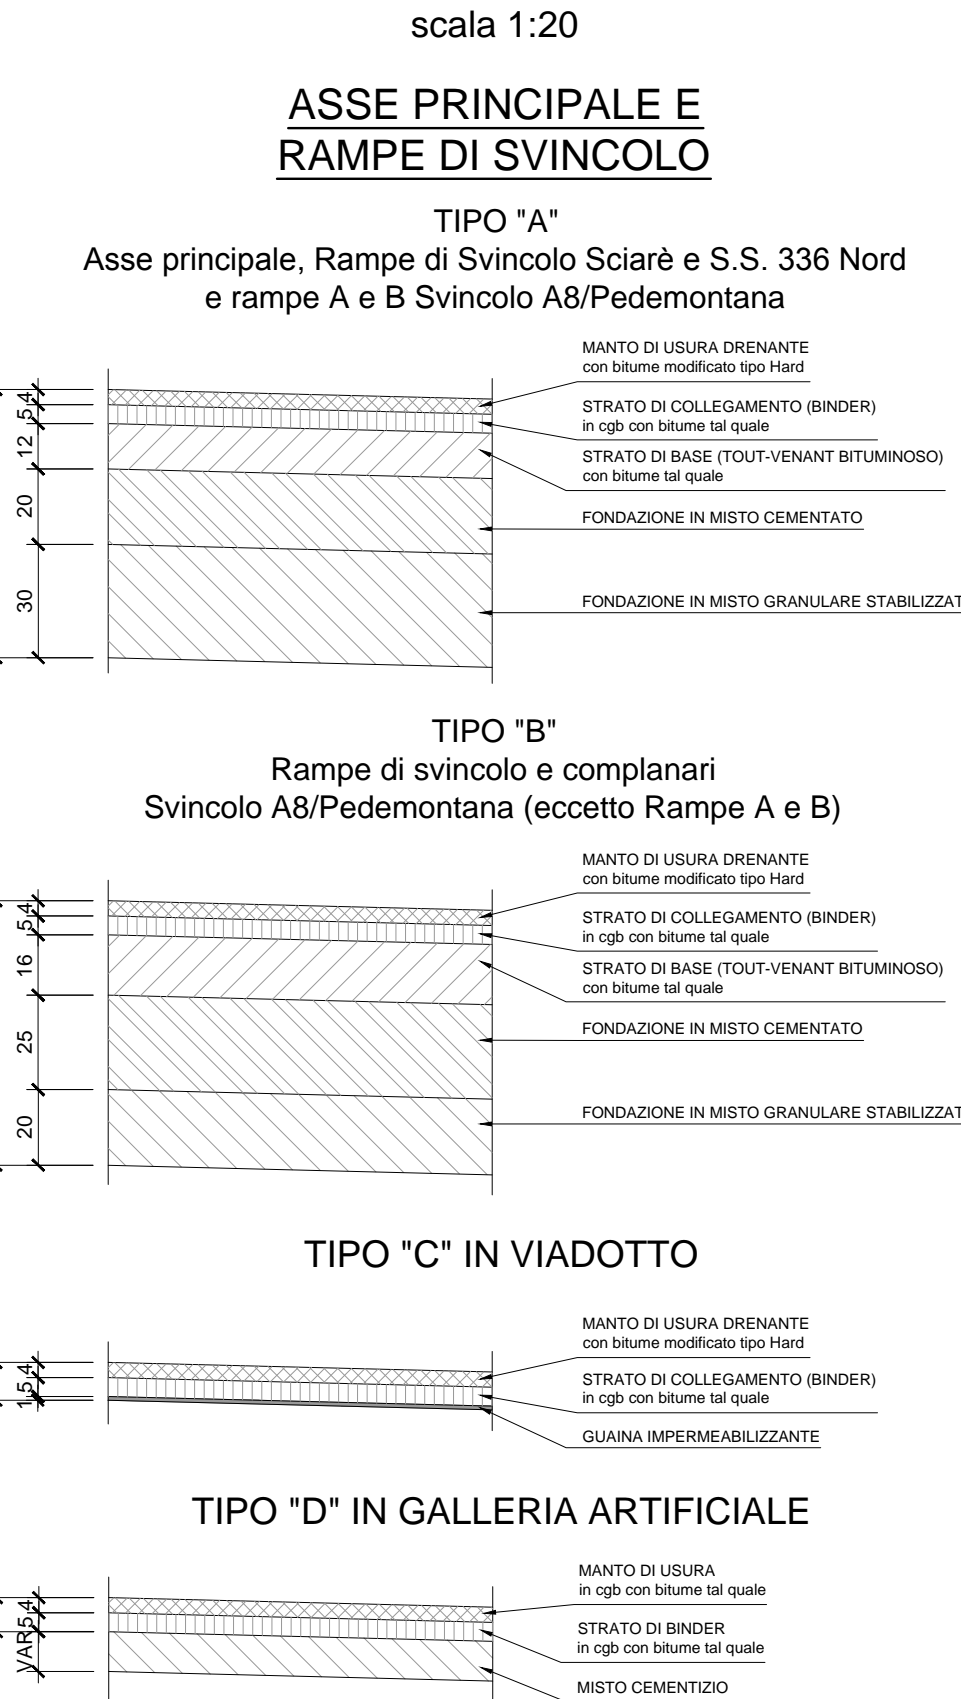 scala 1:20
ASSE PRINCIPALE E
RAMPE DI SVINCOLO
TIPO "A"
Asse principale, Rampe di Svincolo Sciarè e S.S. 336 Nord
e rampe A e B Svincolo A8/Pedemontana
MANTO DI USURA DRENANTE
con bitume modificato tipo Hard
STRATO DI COLLEGAMENTO (BINDER)
in cgb con bitume tal quale
STRATO DI BASE (TOUT-VENANT BITUMINOSO)
con bitume tal quale
FONDAZIONE IN MISTO CEMENTATO
FONDAZIONE IN MISTO GRANULARE STABILIZZAT
4
5
12
20
30
TIPO "B"
Rampe di svincolo e complanari
Svincolo A8/Pedemontana (eccetto Rampe A e B)
MANTO DI USURA DRENANTE
con bitume modificato tipo Hard
STRATO DI COLLEGAMENTO (BINDER)
in cgb con bitume tal quale
STRATO DI BASE (TOUT-VENANT BITUMINOSO)
con bitume tal quale
FONDAZIONE IN MISTO CEMENTATO
FONDAZIONE IN MISTO GRANULARE STABILIZZAT
4
5
16
25
20
TIPO "C" IN VIADOTTO
MANTO DI USURA DRENANTE
con bitume modificato tipo Hard
STRATO DI COLLEGAMENTO (BINDER)
in cgb con bitume tal quale
GUAINA IMPERMEABILIZZANTE
4
5
1
TIPO "D" IN GALLERIA ARTIFICIALE
MANTO DI USURA
in cgb con bitume tal quale
STRATO DI BINDER
in cgb con bitume tal quale
MISTO CEMENTIZIO
4
5
VAR